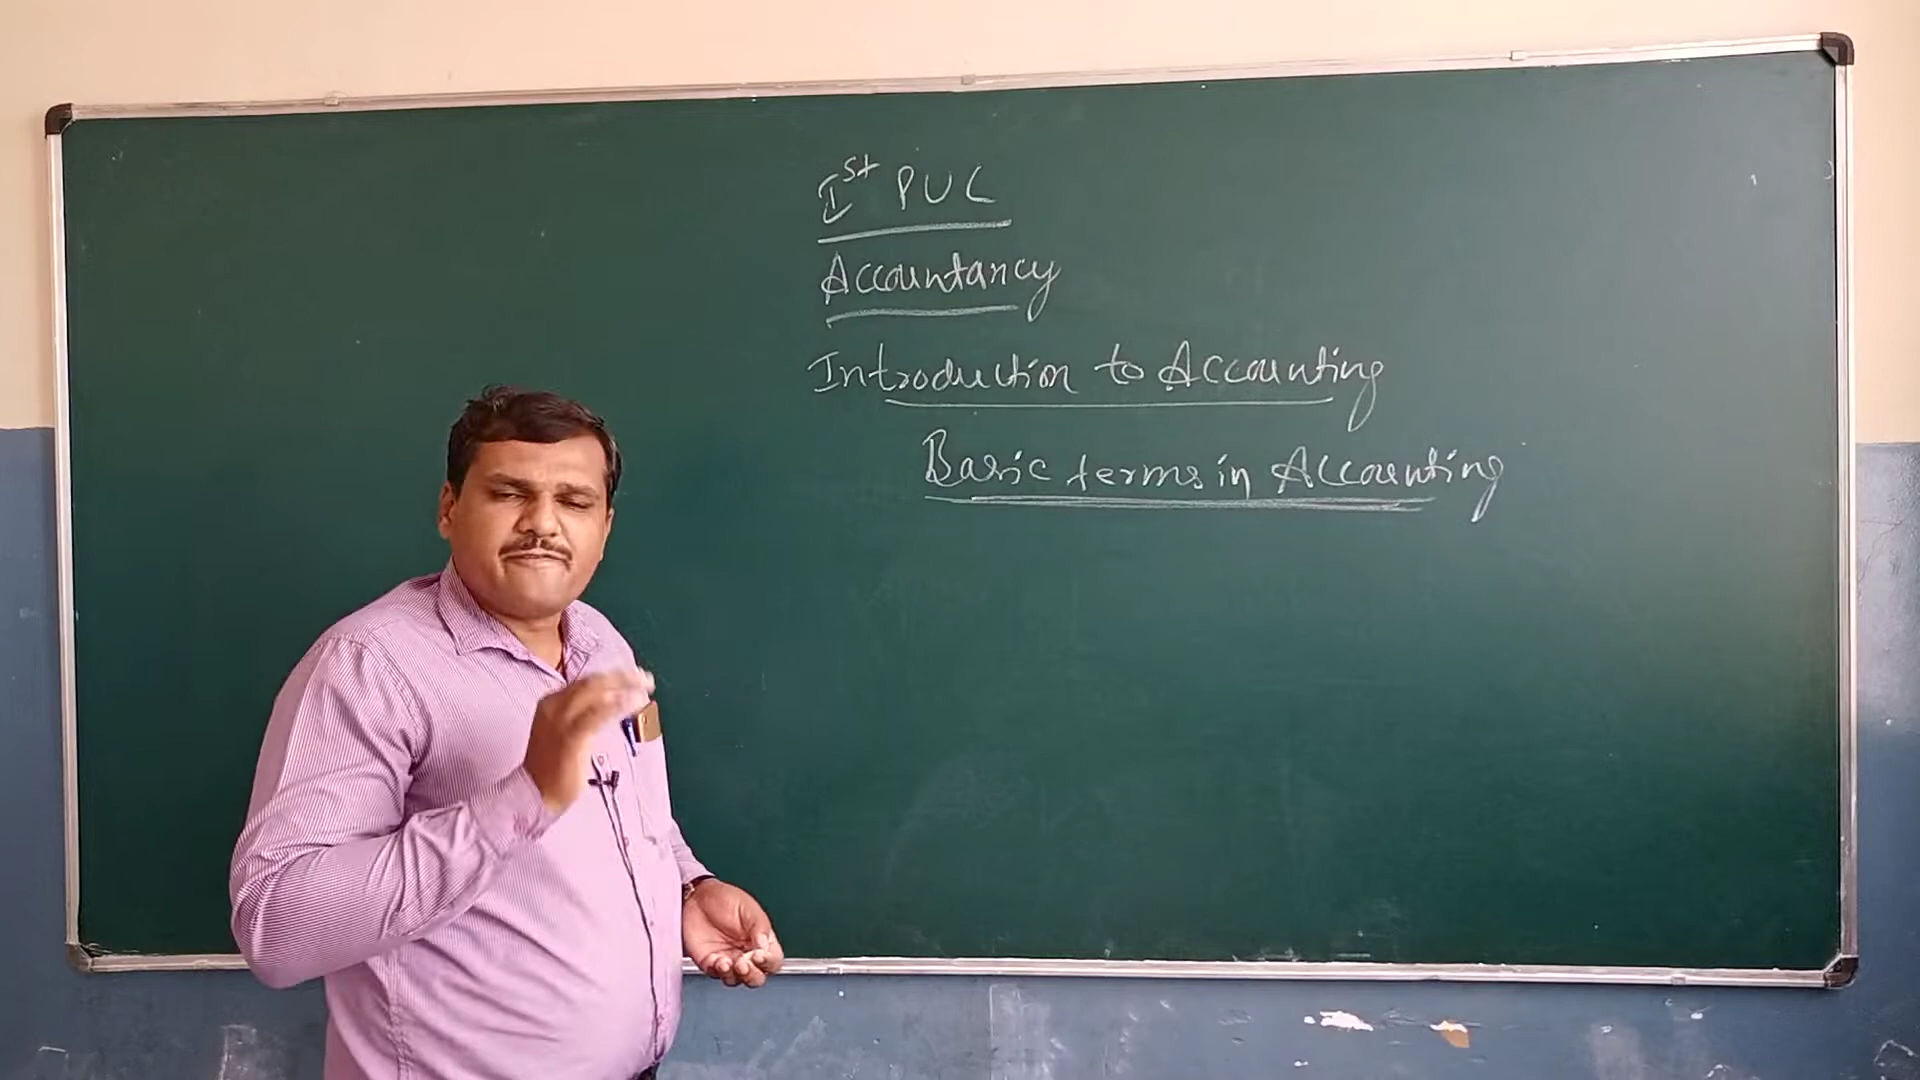 Ist PUC
Accountancy
Introduction to Accounting
Basic terms in Accounting